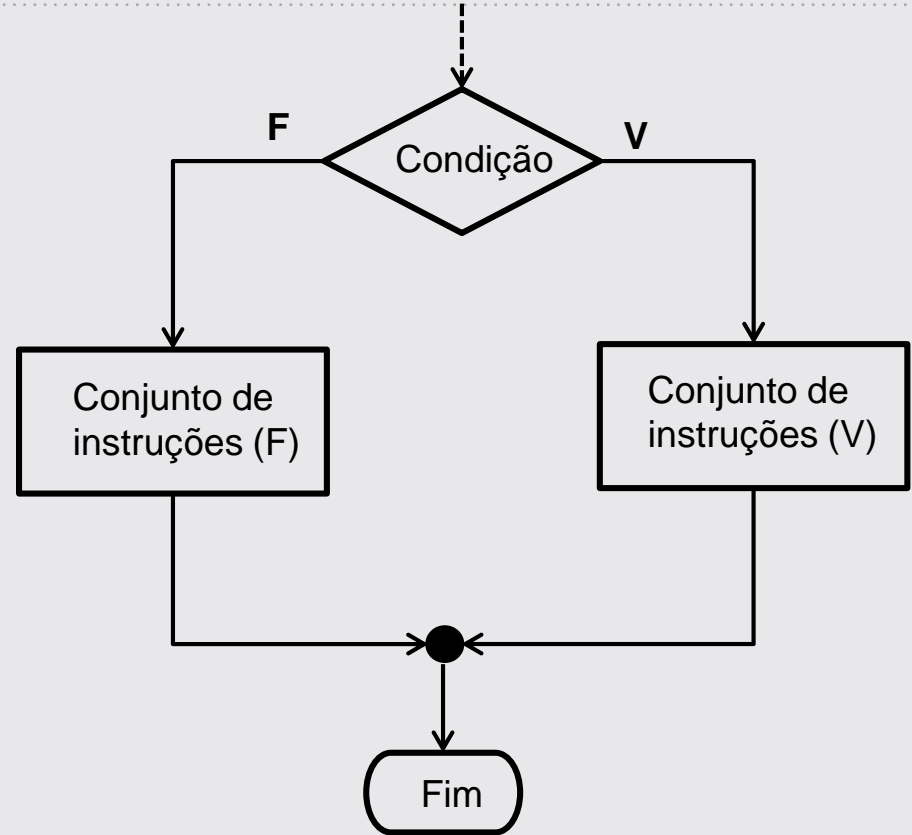 F
V
Condição
Conjunto de
instruções (F)
Conjunto de
instruções (V)
Fim